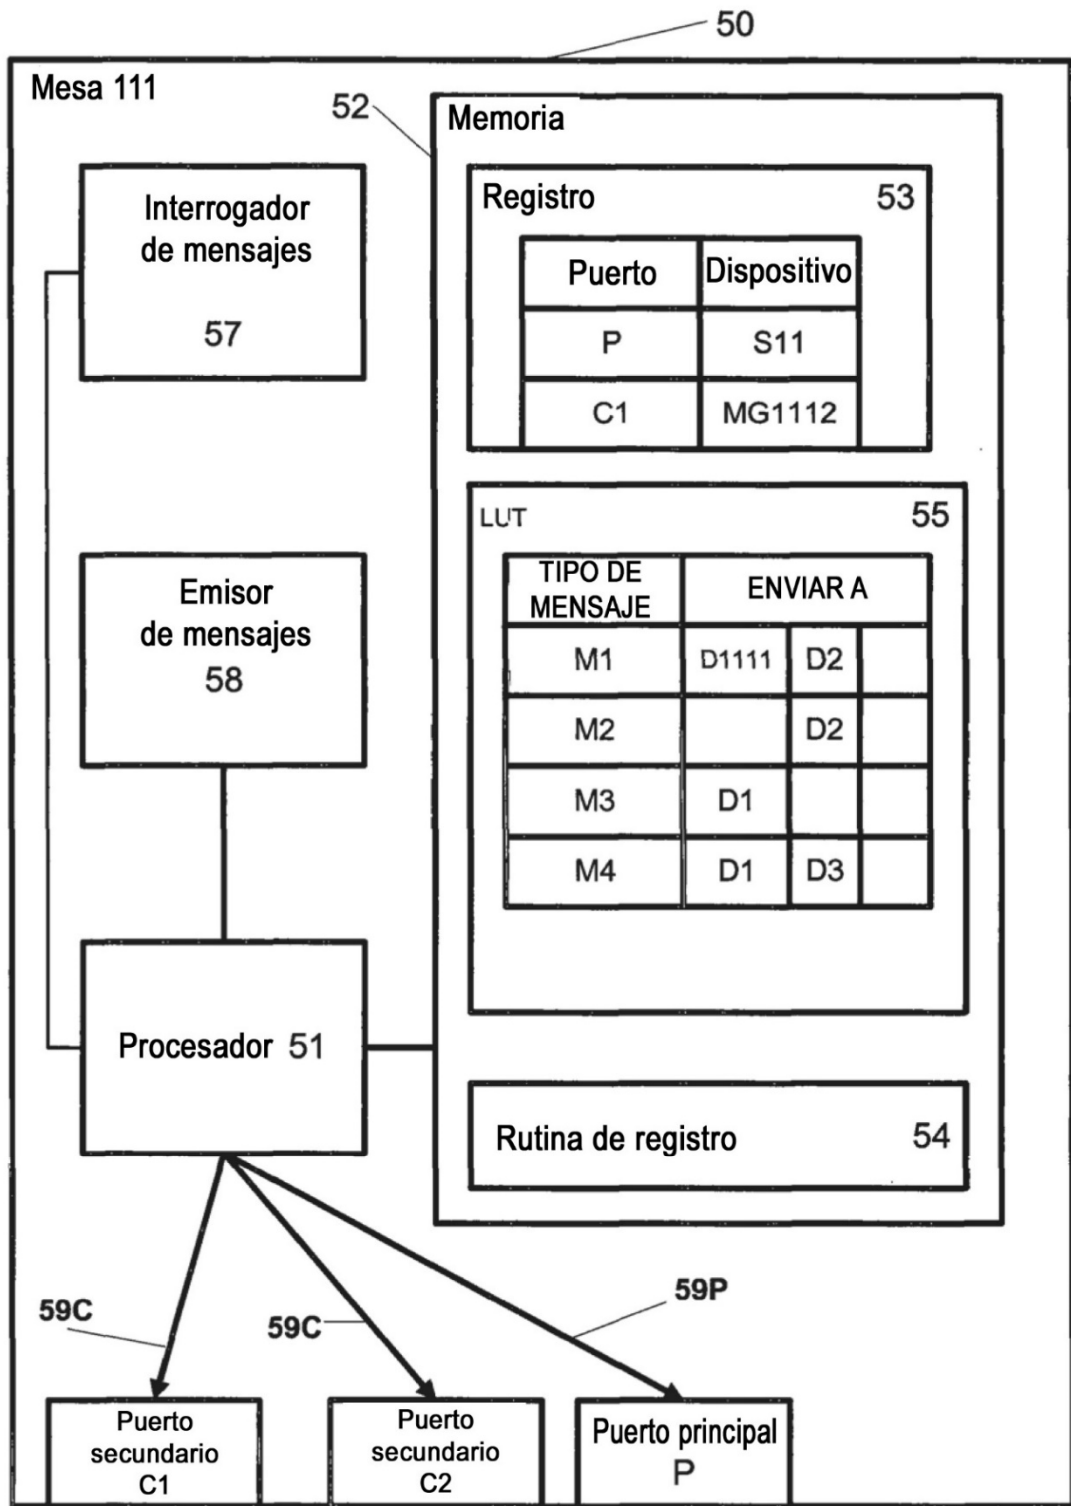 50
Mesa 111
52
Memoria
Interrogador
de mensajes
57
Registro 53
Puerto Dispositivo
P S11
C1 MG1112
LUT 55
TIPO DE
MENSAJE
ENVIAR A
M1 D1111 D2
M2 D2
M3 D1
M4 D1 D3
Emisor
de mensajes
58
Procesador 51
Rutina de registro 54
59C
59C
59P
Puerto
secundario
C1
Puerto
secundario
C2
Puerto principal
P